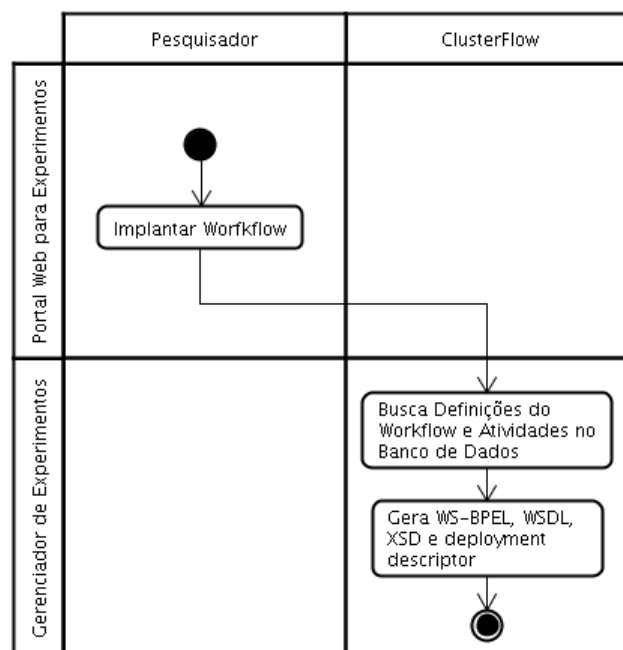 Pesquisador
ClusterFlow
Portal Web para Experimentos
Implantar Worfkflow
Gerenciador de Experimentos
Busca Definições do
Workflow e Atividades no
Banco de Dados
Gera WS-BPEL, WSDL,
XSD e deployment
descriptor